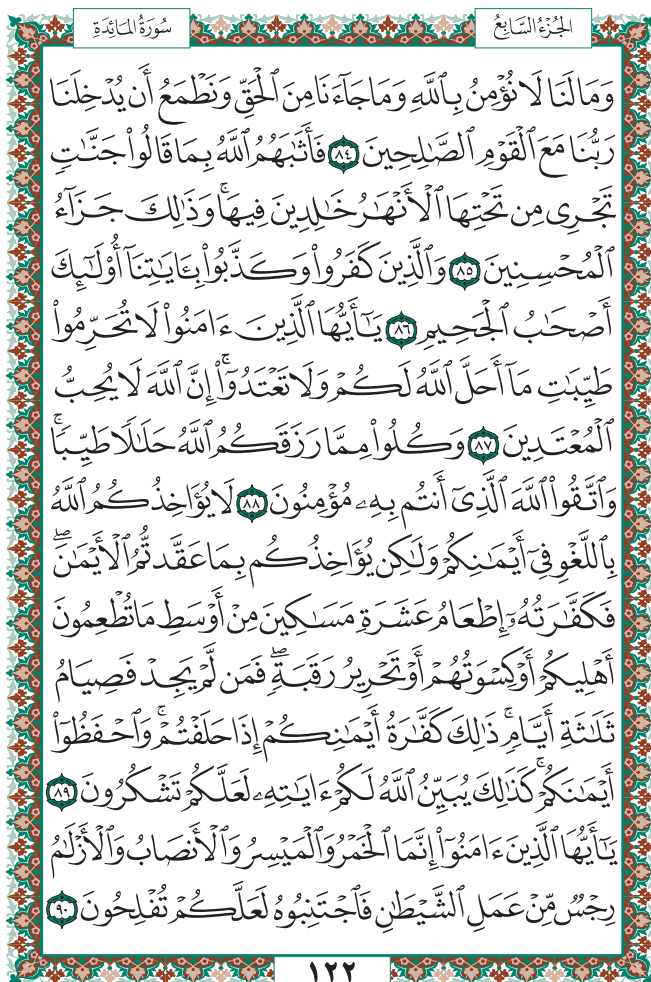 الجُزْءُ السَّابِعُ
سُورَةُ المَائِدَةِ
وَمَا لَنَا لَا نُؤْمِنُ بِٱللَّهِ وَمَا جَآءَنَا مِنَ ٱلْحَقِّ وَنَطْمَعُ أَن يُدْخِلَنَا
رَبُّنَا مَعَ ٱلْقَوْمِ ٱلصَّٰلِحِينَ ٨٤ فَأَثَٰبَهُمُ ٱللَّهُ بِمَا قَالُوا۟ جَنَّٰتٍ
تَجْرِى مِن تَحْتِهَا ٱلْأَنْهَٰرُ خَٰلِدِينَ فِيهَا ۚ وَذَٰلِكَ جَزَآءُ
ٱلْمُحْسِنِينَ ٨٥ وَٱلَّذِينَ كَفَرُوا۟ وَكَذَّبُوا۟ بِـَٔايَٰتِنَآ أُو۟لَٰٓئِكَ
أَصْحَٰبُ ٱلْجَحِيمِ ٨٦ يَٰٓأَيُّهَا ٱلَّذِينَ ءَامَنُوا۟ لَا تُحَرِّمُوا۟
طَيِّبَٰتِ مَآ أَحَلَّ ٱللَّهُ لَكُمْ وَلَا تَعْتَدُوٓا۟ ۚ إِنَّ ٱللَّهَ لَا يُحِبُّ
ٱلْمُعْتَدِينَ ٨٧ وَكُلُوا۟ مِمَّا رَزَقَكُمُ ٱللَّهُ حَلَٰلًا طَيِّبًا ۚ
وَٱتَّقُوا۟ ٱللَّهَ ٱلَّذِىٓ أَنتُم بِهِۦ مُؤْمِنُونَ ٨٨ لَا يُؤَاخِذُكُمُ ٱللَّهُ
بِٱللَّغْوِ فِىٓ أَيْمَٰنِكُمْ وَلَٰكِن يُؤَاخِذُكُم بِمَا عَقَّدتُّمُ ٱلْأَيْمَٰنَ ۖ
فَكَفَّٰرَتُهُۥٓ إِطْعَامُ عَشَرَةِ مَسَٰكِينَ مِنْ أَوْسَطِ مَا تُطْعِمُونَ
أَهْلِيكُمْ أَوْ كِسْوَتُهُمْ أَوْ تَحْرِيرُ رَقَبَةٍ ۖ فَمَن لَّمْ يَجِدْ فَصِيَامُ
ثَلَٰثَةِ أَيَّامٍ ۚ ذَٰلِكَ كَفَّٰرَةُ أَيْمَٰنِكُمْ إِذَا حَلَفْتُمْ ۚ وَٱحْفَظُوٓا۟
أَيْمَٰنَكُمْ ۚ كَذَٰلِكَ يُبَيِّنُ ٱللَّهُ لَكُمْ ءَايَٰتِهِۦ لَعَلَّكُمْ تَشْكُرُونَ ٨٩
يَٰٓأَيُّهَا ٱلَّذِينَ ءَامَنُوٓا۟ إِنَّمَا ٱلْخَمْرُ وَٱلْمَيْسِرُ وَٱلْأَنصَابُ وَٱلْأَزْلَٰمُ
رِجْسٌ مِّنْ عَمَلِ ٱلشَّيْطَٰنِ فَٱجْتَنِبُوهُ لَعَلَّكُمْ تُفْلِحُونَ ٩٠
١٢٢